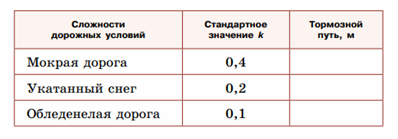 Сложности дорожных условий | Стандартное значение k | Тормозной путь, м
Мокрая дорога | 0,4
Укатанный снег | 0,2
Обледенелая дорога | 0,1